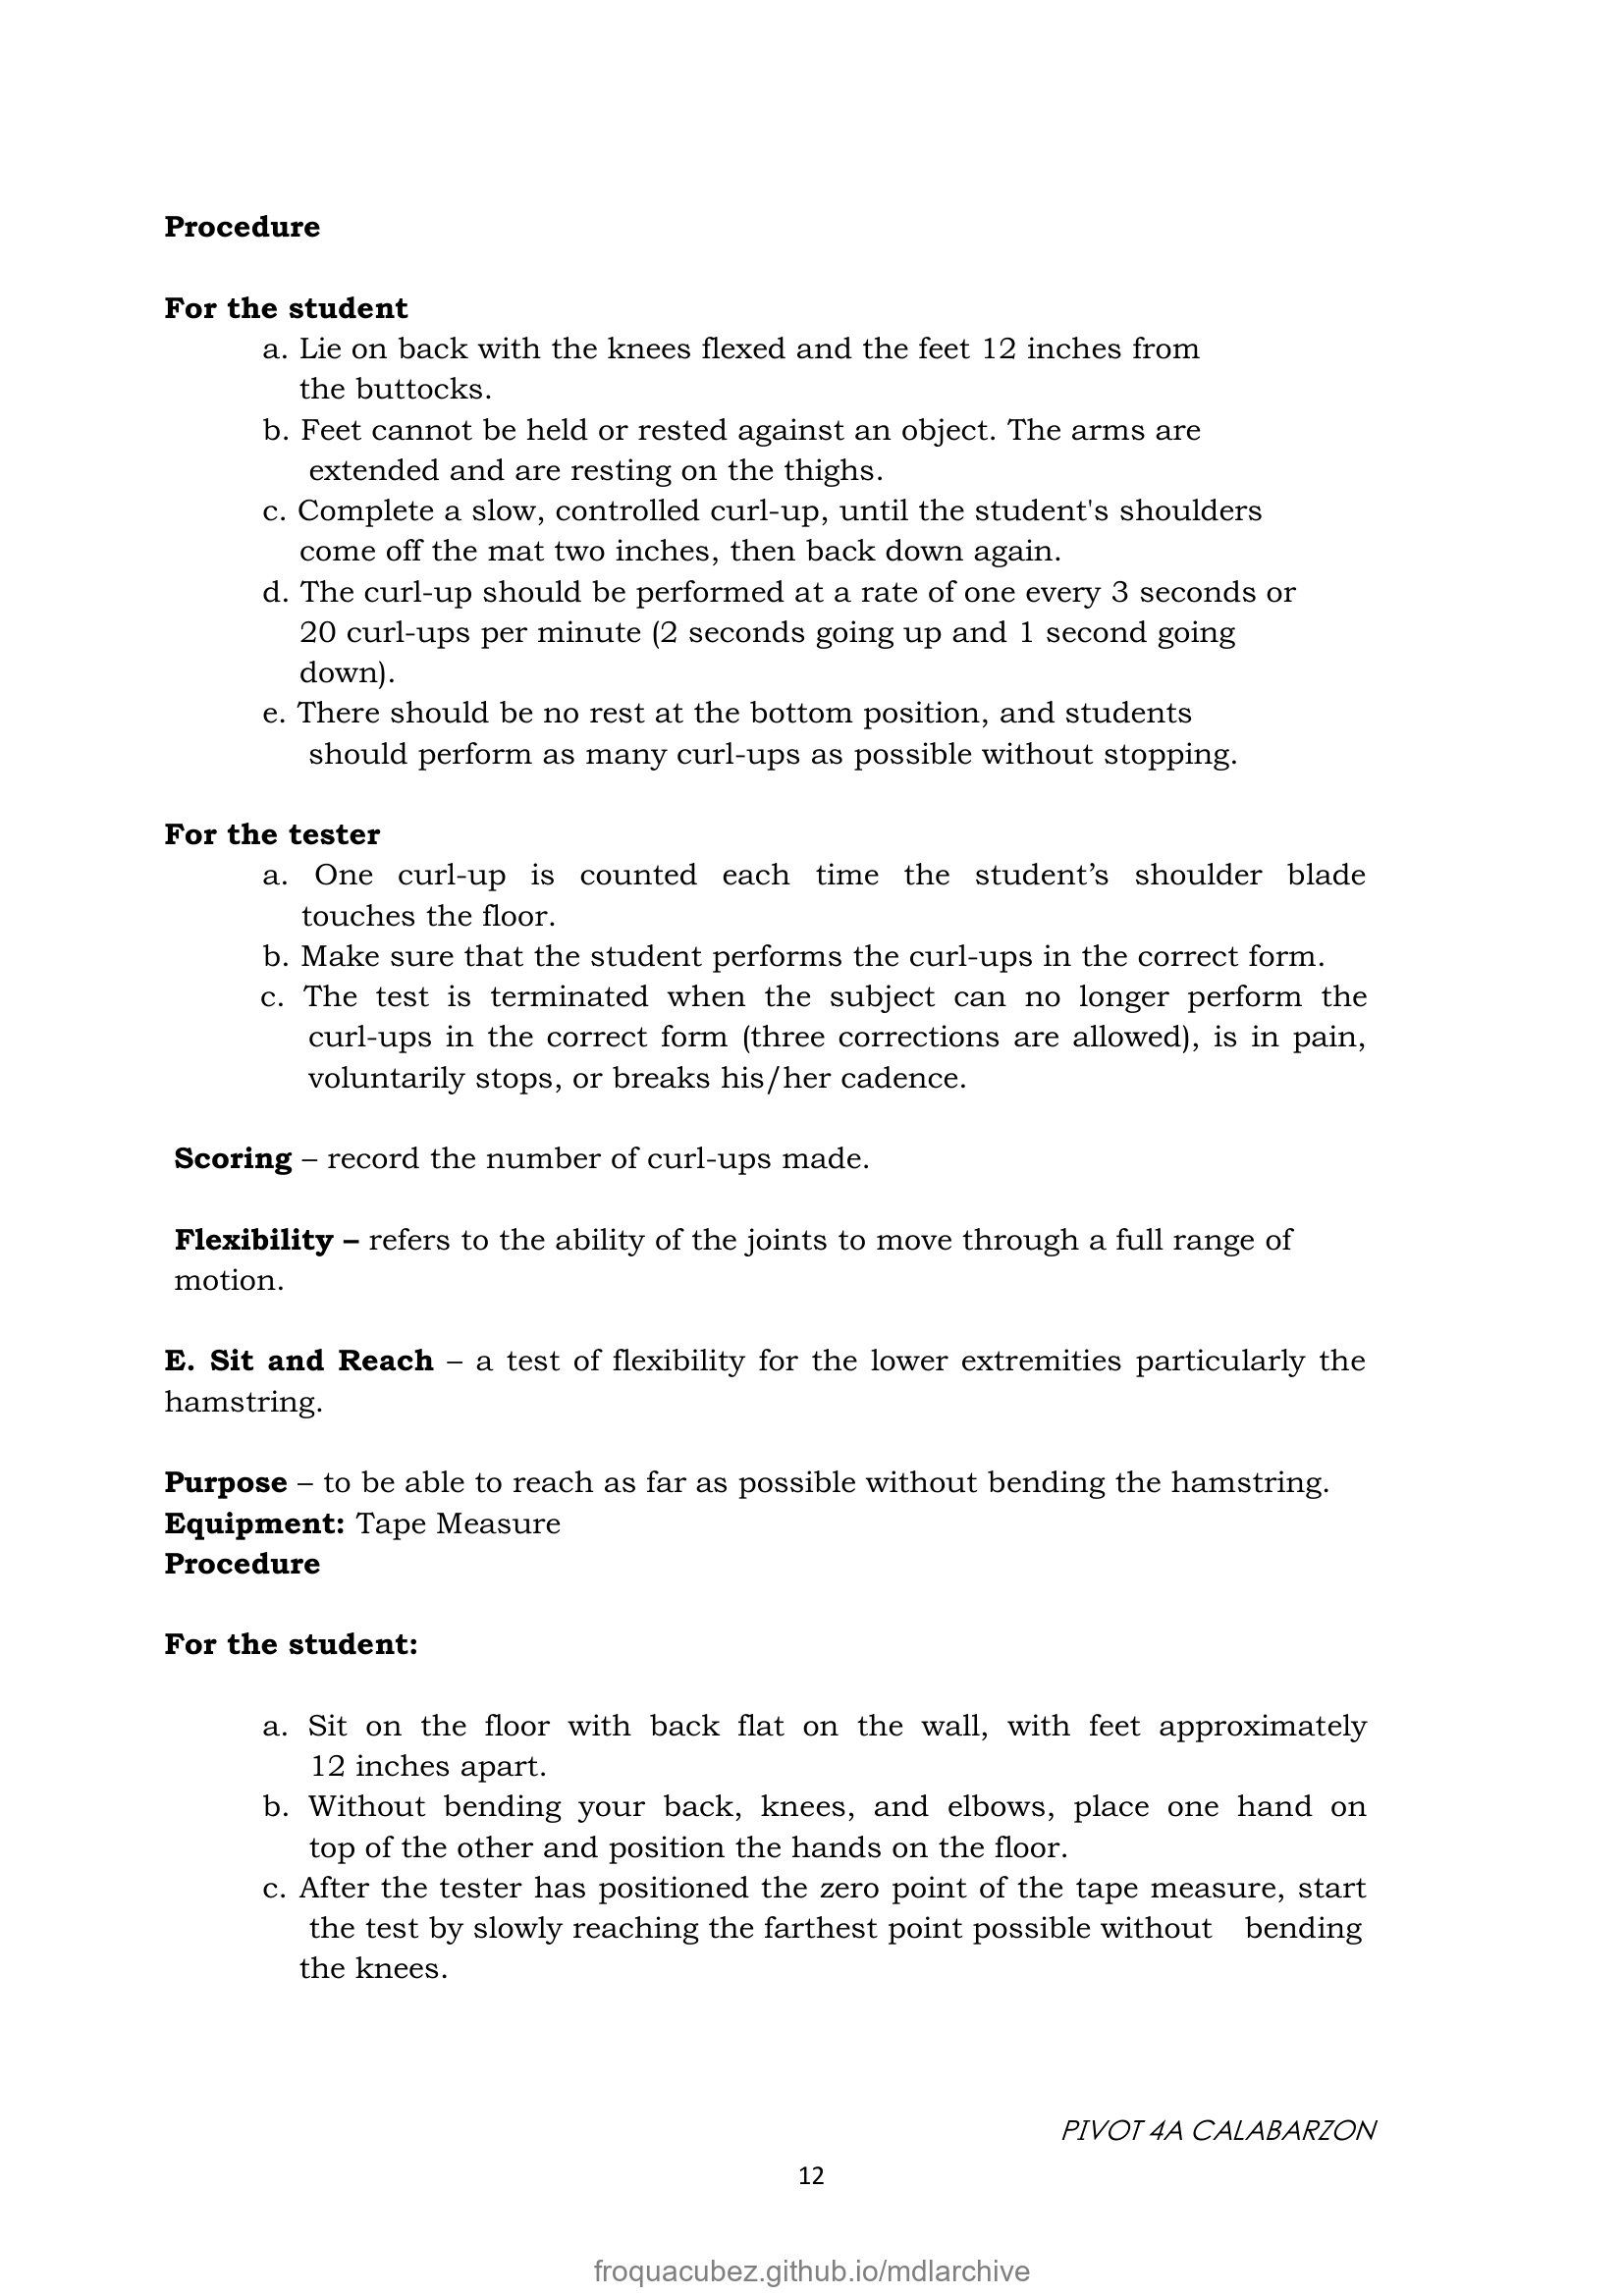 Procedure
For the student
a. Lie on back with the knees flexed and the feet 12 inches from
the buttocks.
b. Feet cannot be held or rested against an object. The arms are
extended and are resting on the thighs.
c. Complete a slow, controlled curl-up, until the student's shoulders
come off the mat two inches, then back down again.
d. The curl-up should be performed at a rate of one every 3 seconds or
20 curl-ups per minute (2 seconds going up and 1 second going
down).
e. There should be no rest at the bottom position, and students
should perform as many curl-ups as possible without stopping.
For the tester
a. One curl-up is counted each time the student’s shoulder blade
touches the floor.
b. Make sure that the student performs the curl-ups in the correct form.
c. The test is terminated when the subject can no longer perform the
curl-ups in the correct form (three corrections are allowed), is in pain,
voluntarily stops, or breaks his/her cadence.
Scoring – record the number of curl-ups made.
Flexibility – refers to the ability of the joints to move through a full range of
motion.
E. Sit and Reach – a test of flexibility for the lower extremities particularly the
hamstring.
Purpose – to be able to reach as far as possible without bending the hamstring.
Equipment: Tape Measure
Procedure
For the student:
a. Sit on the floor with back flat on the wall, with feet approximately
12 inches apart.
b. Without bending your back, knees, and elbows, place one hand on
top of the other and position the hands on the floor.
c. After the tester has positioned the zero point of the tape measure, start
the test by slowly reaching the farthest point possible without bending
the knees.
PIVOT 4A CALABARZON
12
froquacubez.github.io/mdlarchive